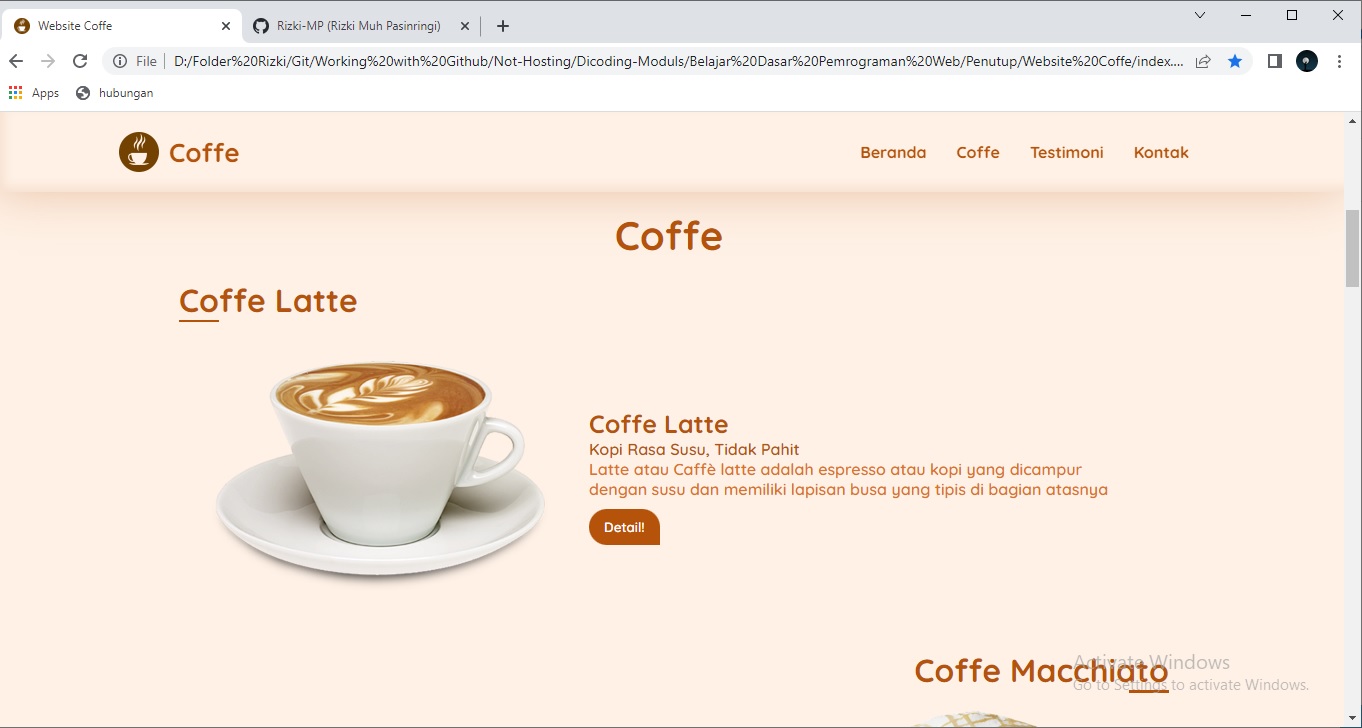 Website Coffe
Rizki-MP (Rizki Muh Pasinringi)
File
D:/Folder%20Rizki/Git/Working%20with%20Github/Not-Hosting/Dicoding-Moduls/Belajar%20Dasar%20Pemrograman%20Web/Penutup/Website%20Coffe/index....
Apps
hubungan
Coffe
Beranda
Coffe
Testimoni
Kontak
Coffe
Coffe Latte
Coffe Latte
Kopi Rasa Susu, Tidak Pahit
Latte atau Caffè latte adalah espresso atau kopi yang dicampur
dengan susu dan memiliki lapisan busa yang tipis di bagian atasnya
Detail!
Coffe Macchiato
Activate Windows
Go to Settings to activate Windows.